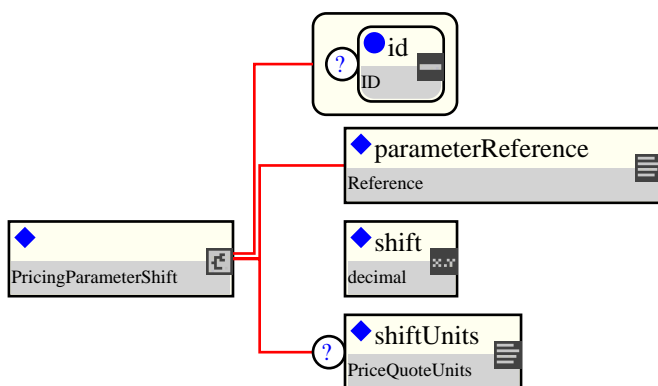 ? id
ID
parameterReference
Reference
PricingParameterShift
shift
x.Y
decimal
? shiftUnits
PriceQuoteUnits